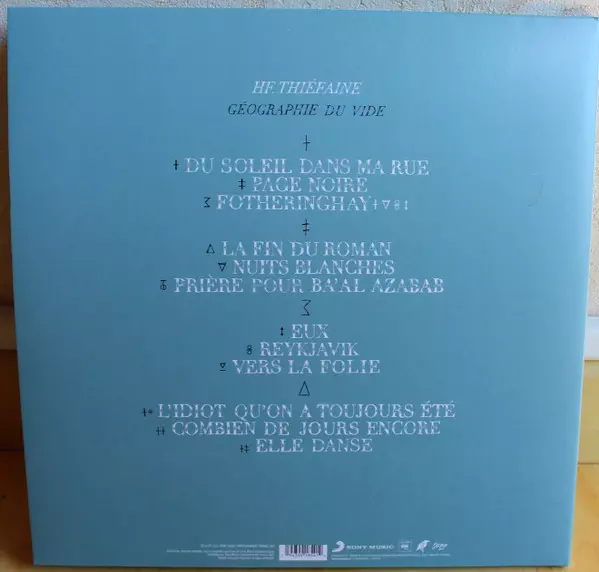 HF. THIÉFAINE
GÉOGRAPHIE DU VIDE
DU SOLEIL DANS MA RUE
PAGE NOIRE
FOTHERINGHAY
LA FIN DU ROMAN
NUITS BLANCHES
PRIÈRE POUR BA'AL AZABAB
EUX
REYKJAVIK
VERS LA FOLIE
L'IDIOT QU'ON A TOUJOURS ÉTÉ
COMBIEN DE JOURS ENCORE
ELLE DANSE
SONY MUSIC